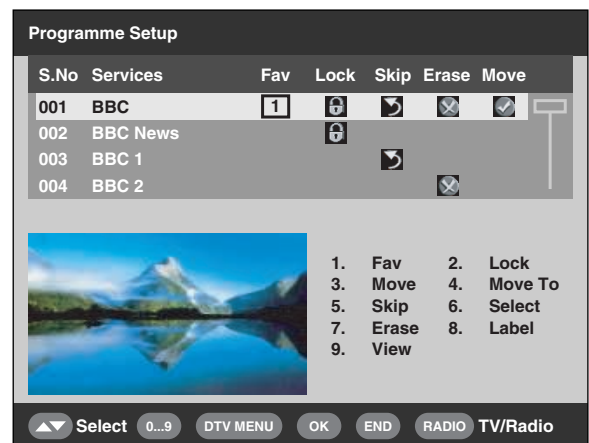 Programme Setup
S.No Services Fav Lock Skip Erase Move
001 BBC 1
002 BBC News
003 BBC 1
004 BBC 2
1. Fav 2. Lock
3. Move 4. Move To
5. Skip 6. Select
7. Erase 8. Label
9. View
Select 0...9 DTV MENU OK END RADIO TV/Radio